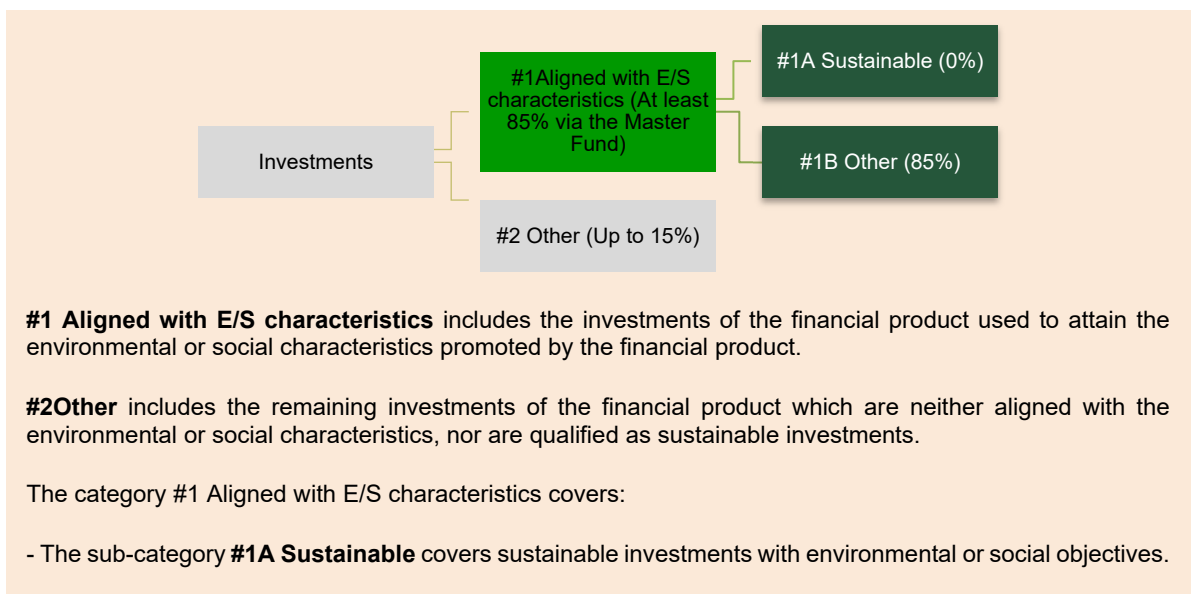 #1Aligned with E/S
characteristics (At least
85% via the Master
Fund)
#1A Sustainable (0%)
Investments
#1B Other (85%)
#2 Other (Up to 15%)
#1 Aligned with E/S characteristics includes the investments of the financial product used to attain the
environmental or social characteristics promoted by the financial product.
#2Other includes the remaining investments of the financial product which are neither aligned with the
environmental or social characteristics, nor are qualified as sustainable investments.
The category #1 Aligned with E/S characteristics covers:
- The sub-category #1A Sustainable covers sustainable investments with environmental or social objectives.